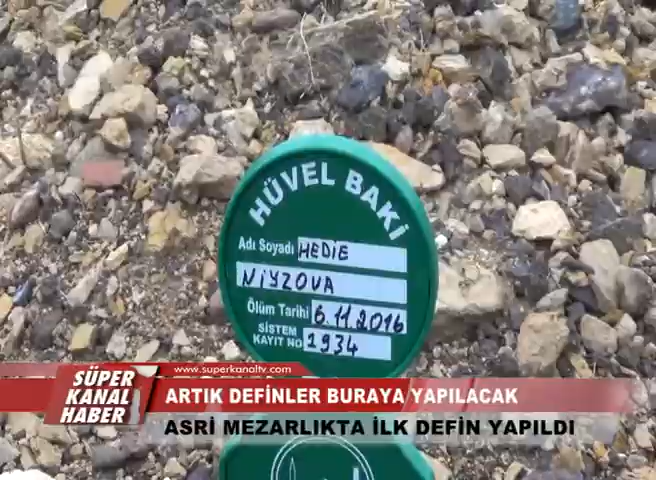 HÜVEL BAKİ
Adı Soyadı HEDİE
NİYZOVA
Ölüm Tarihi 6.11.2016
SİSTEM
KAYIT NO 2934
www.superkanaltv.com
SÜPER
KANAL
HABER
ARTIK DEFİNLER BURAYA YAPILACAK
ASRİ MEZARLIKTA İLK DEFİN YAPILDI